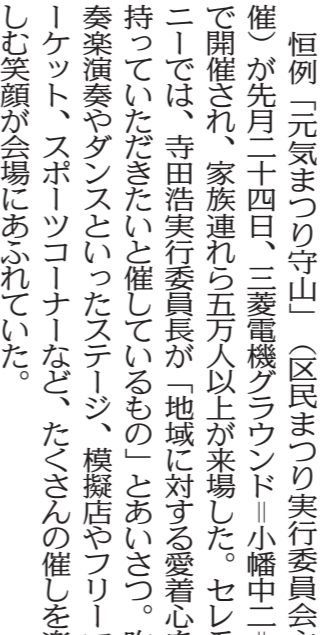 恒例「元気まつり守山」（区民まつり実行委員会
催）が先月二十四日、三菱電機グラウンド＝小幡中二
で開催され、家族連れら五万人以上が来場した。セレ
ニーでは、寺田浩実行委員長が「地域に対する愛着心
持っていただきたいと催しているもの」とあいさつ。
奏楽演奏やダンスといったステージ、模擬店やフリー
ーケット、スポーツコーナーなど、たくさんの催しを
しむ笑顔が会場にあふれていた。